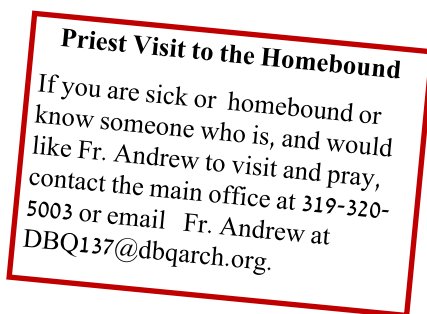 Priest Visit to the Homebound
If you are sick or homebound or
know someone who is, and would
like Fr. Andrew to visit and pray,
contact the main office at 319-320-
5003 or email Fr. Andrew at
DBQ137@dbqarch.org.